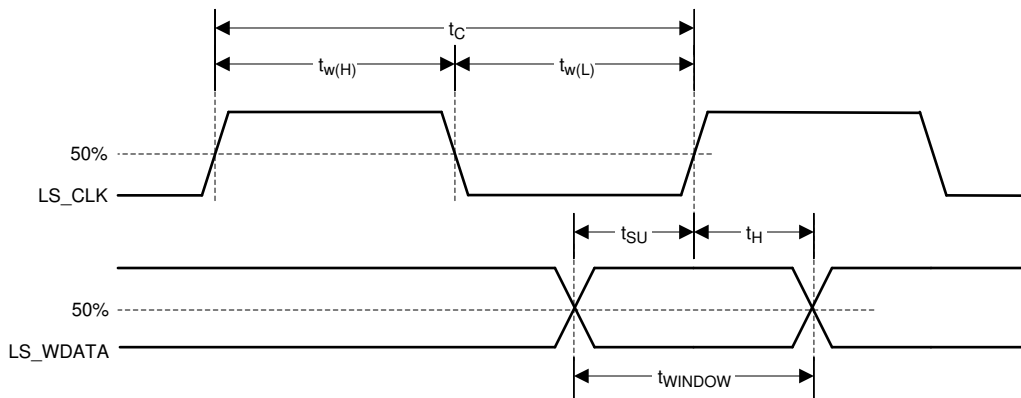 tC
tw(H)
tw(L)
50%
LS_CLK
tSU
tH
50%
LS_WDATA
tWINDOW